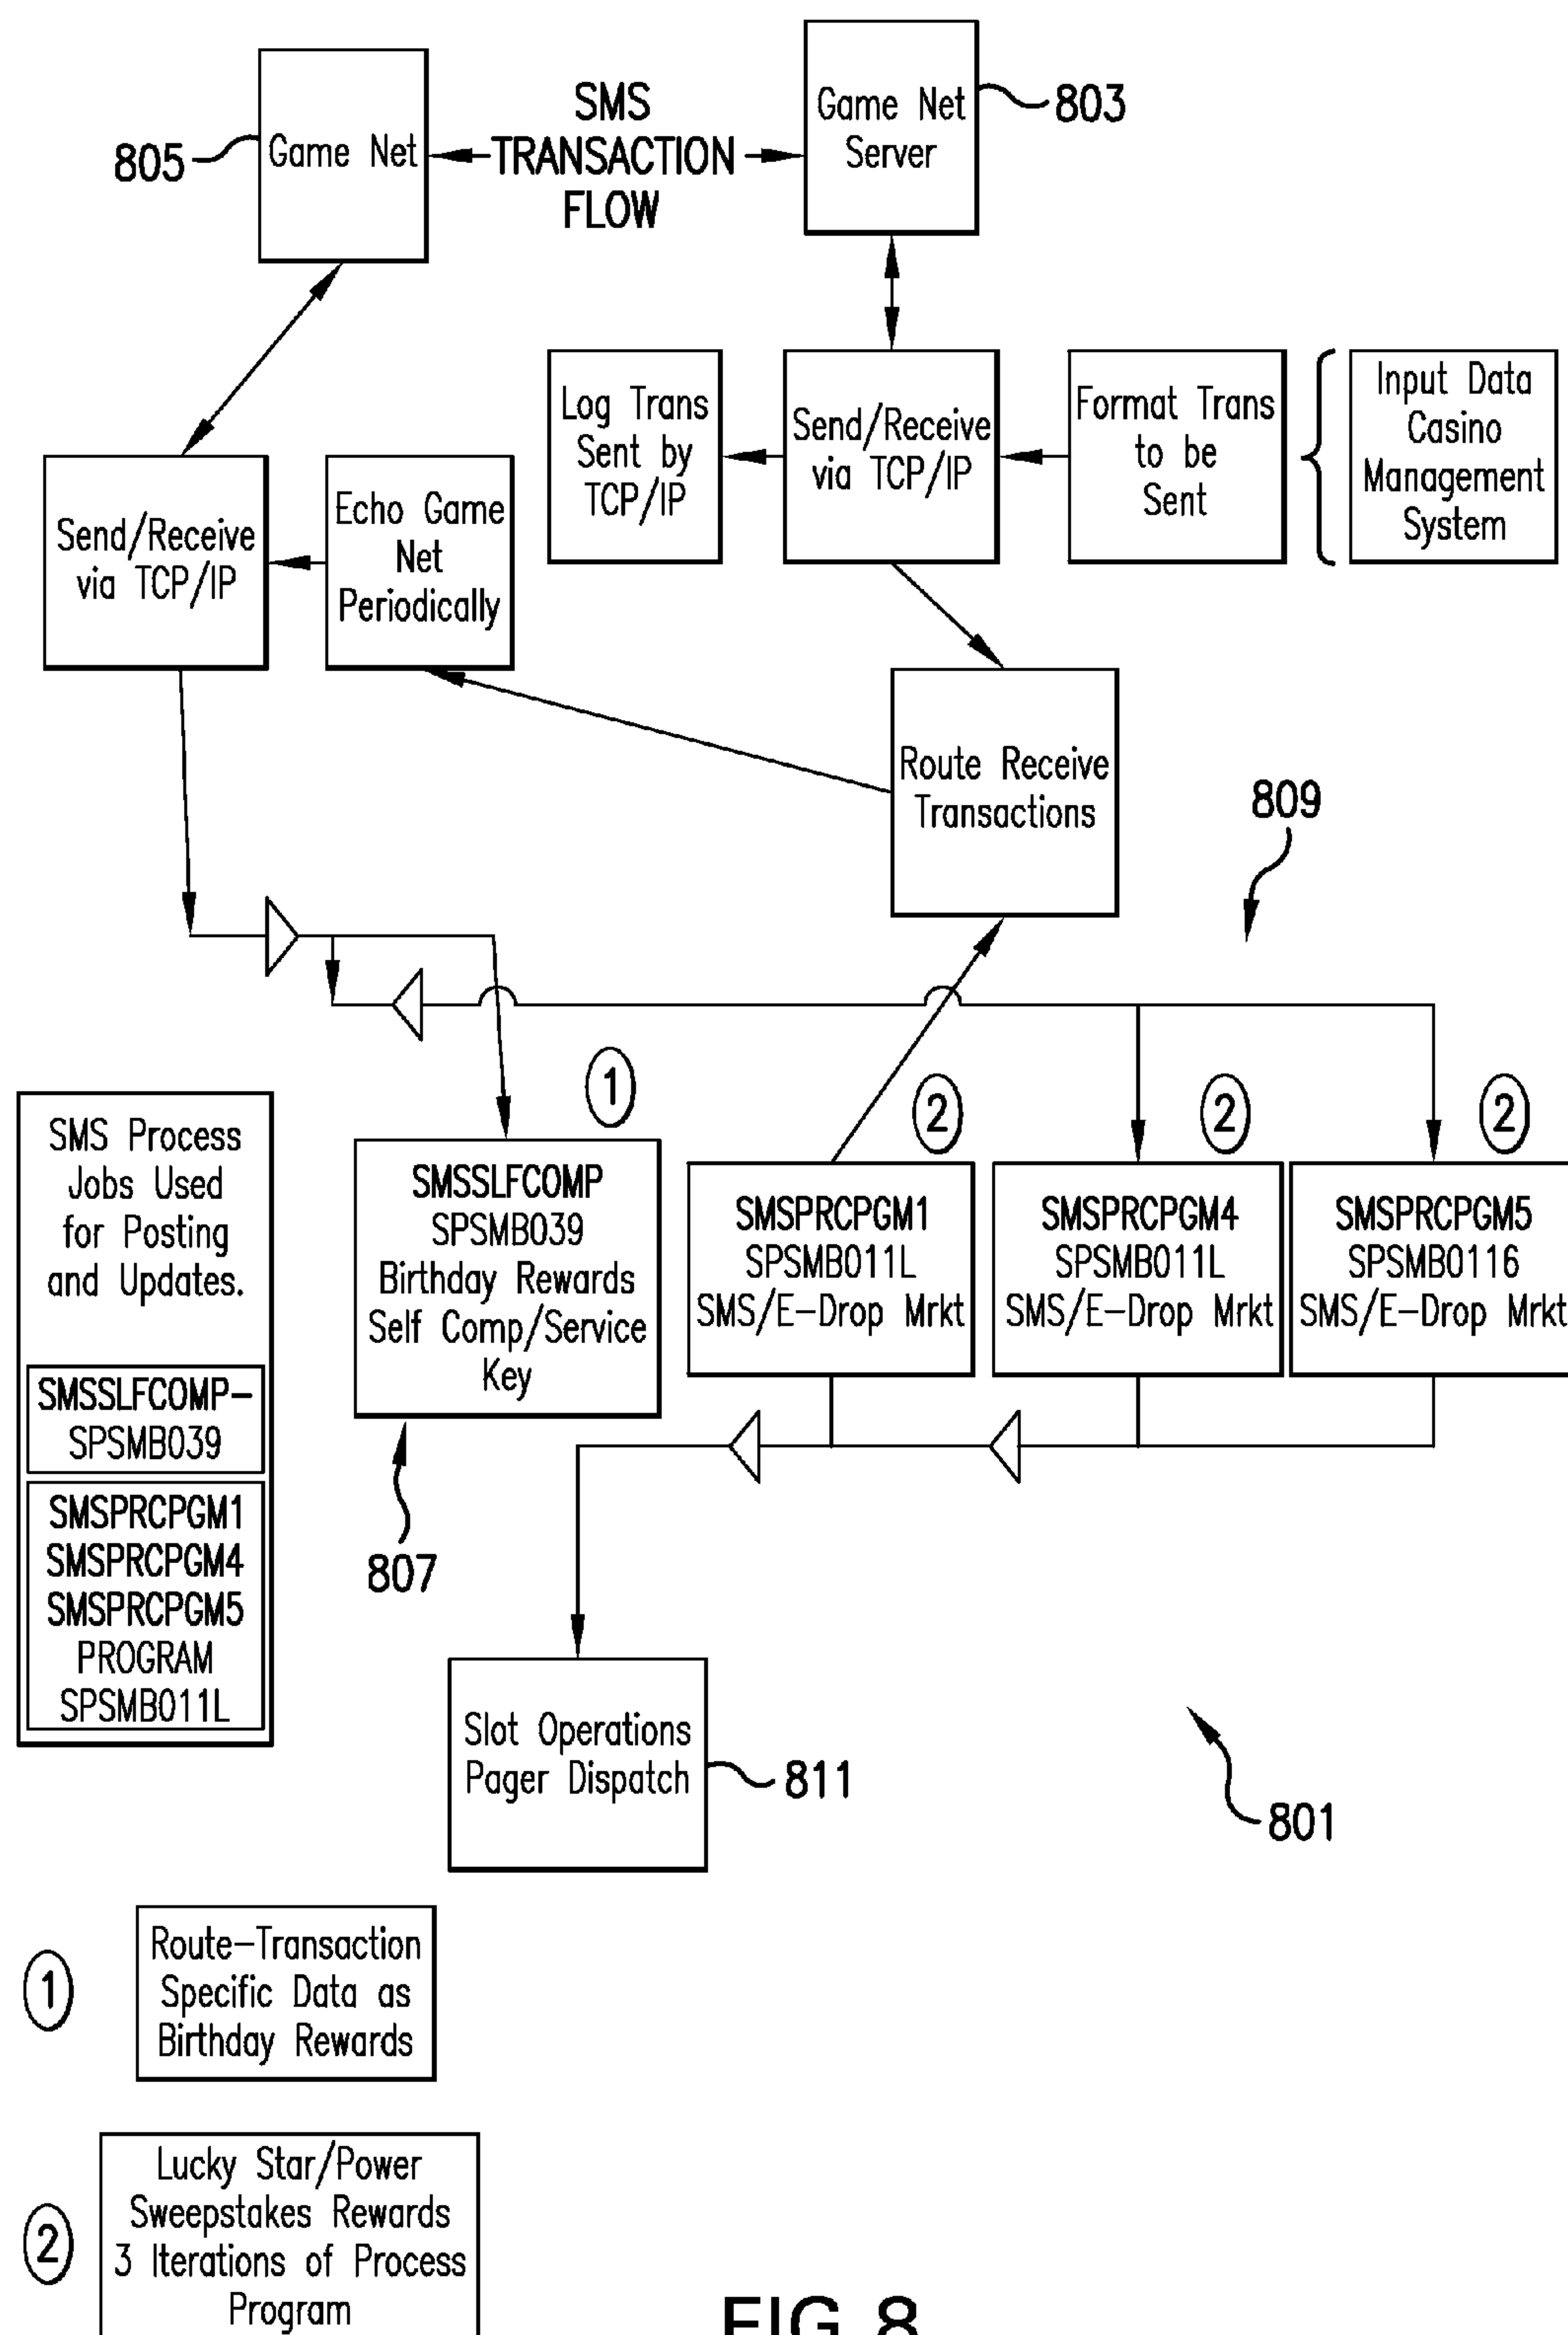 SMS
TRANSACTION
FLOW
Game Net
Server
803
805
Game Net
Log Trans
Sent by
TCP/IP
Send/Receive
via TCP/IP
Format Trans
to be
Sent
Input Data
Casino
Management
System
Send/Receive
via TCP/IP
Echo Game
Net
Periodically
Route Receive
Transactions
809
1
2
2
2
SMS Process
Jobs Used
for Posting
and Updates.
SMSSLFCOMP-
SPSMB039
SMSPRCPGM1
SMSPRCPGM4
SMSPRCPGM5
PROGRAM
SPSMB011L
SMSSLFCOMP
SPSMB039
Birthday Rewards
Self Comp/Service
Key
SMSPRCPGM1
SPSMB011L
SMS/E-Drop Mrkt
SMSPRCPGM4
SPSMB011L
SMS/E-Drop Mrkt
SMSPRCPGM5
SPSMB0116
SMS/E-Drop Mrkt
807
Slot Operations
Pager Dispatch
811
801
1
Route-Transaction
Specific Data as
Birthday Rewards
2
Lucky Star/Power
Sweepstakes Rewards
3 Iterations of Process
Program
FIG.8